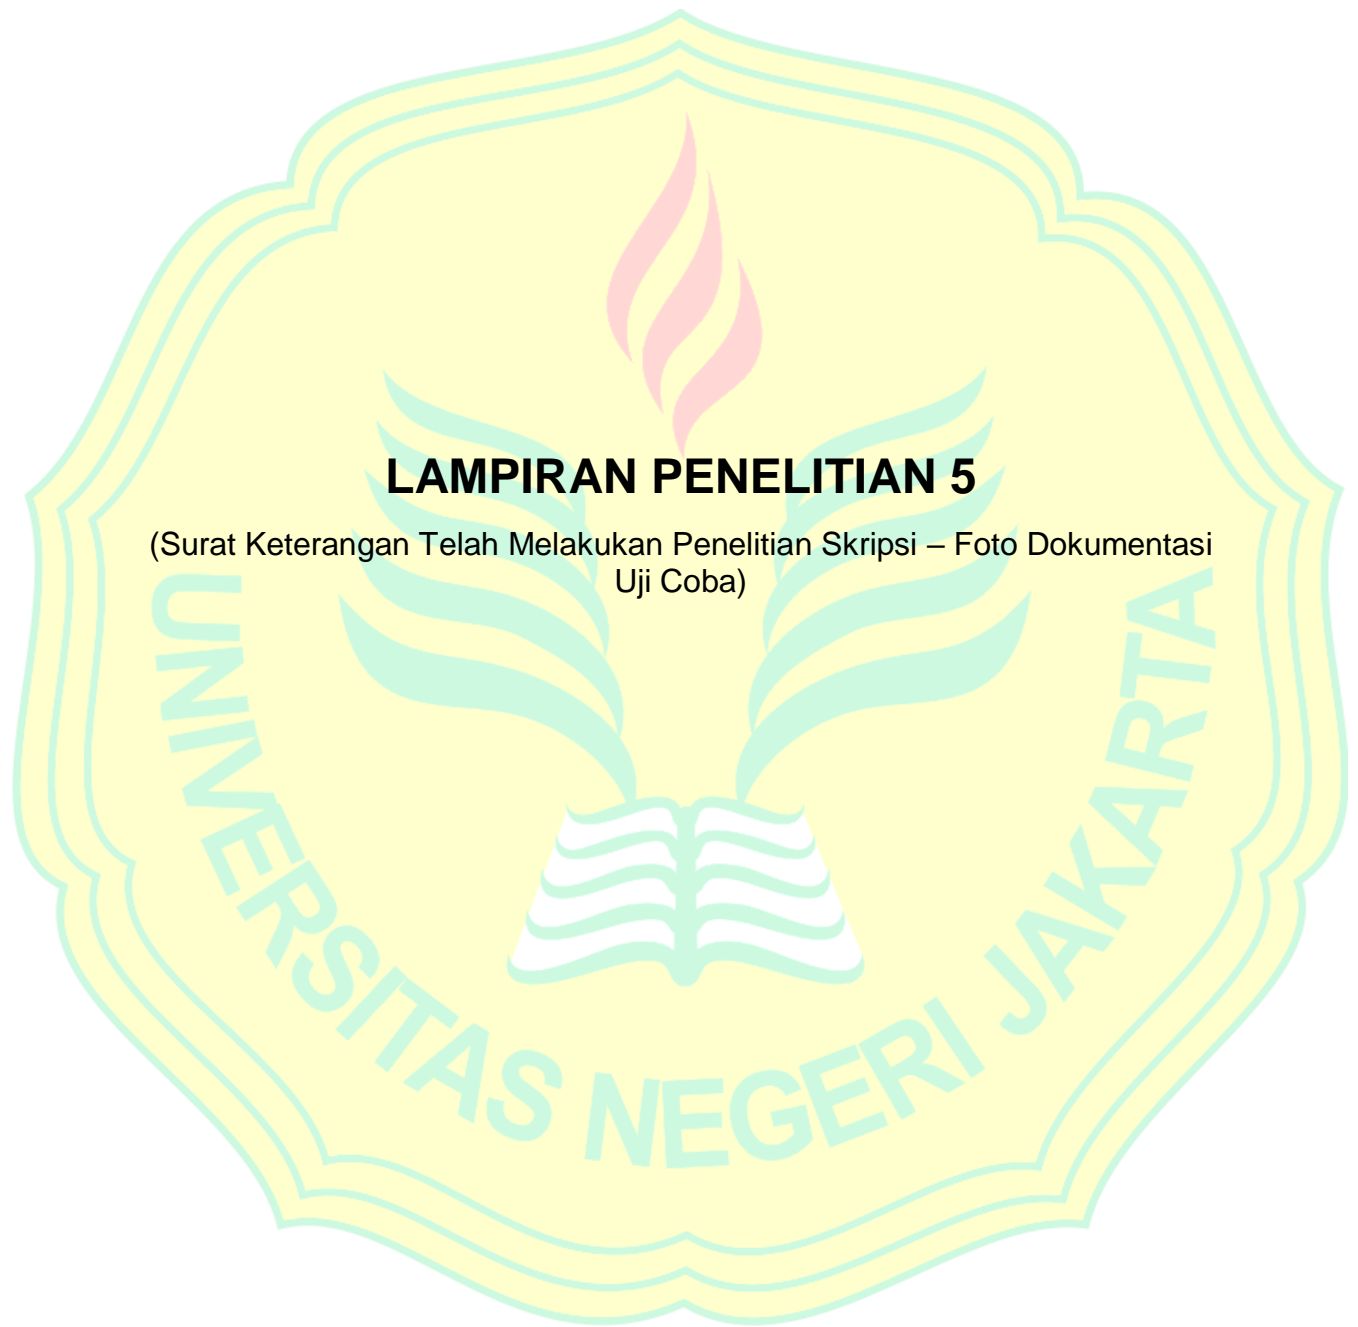 LAMPIRAN PENELITIAN 5
(Surat Keterangan Telah Melakukan Penelitian Skripsi – Foto Dokumentasi
Uji Coba)
UNIVERSITAS NEGERI JAKARTA